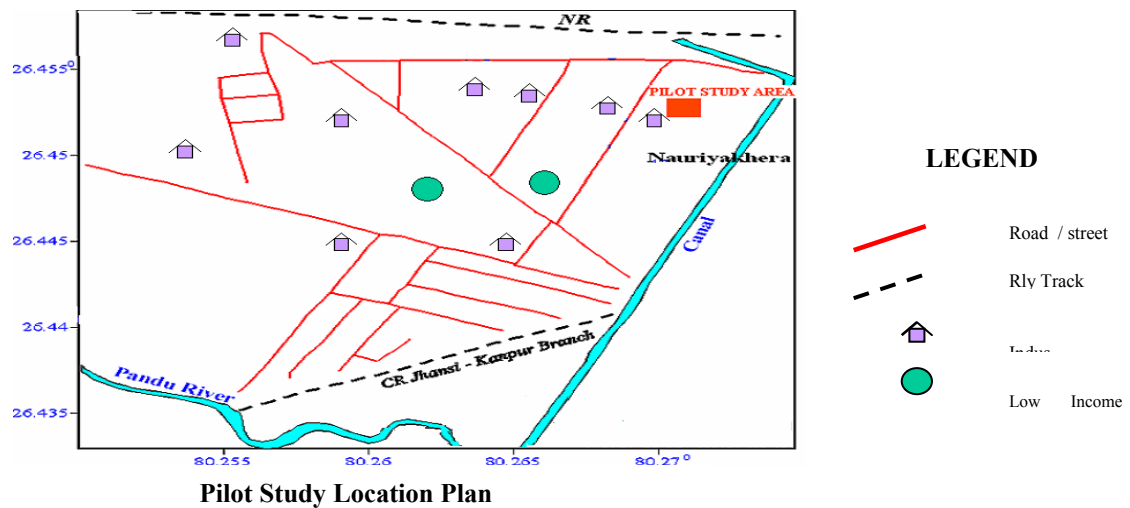 NR
26.455°
PILOT STUDY AREA
26.45
Nauriyakhera
Canal
26.445
26.44
CR Jhansi - Kanpur Branch
Pandu River
26.435
80.255
80.26
80.265
80.27°
Pilot Study Location Plan
LEGEND
Road / street
Rly Track
Low Income